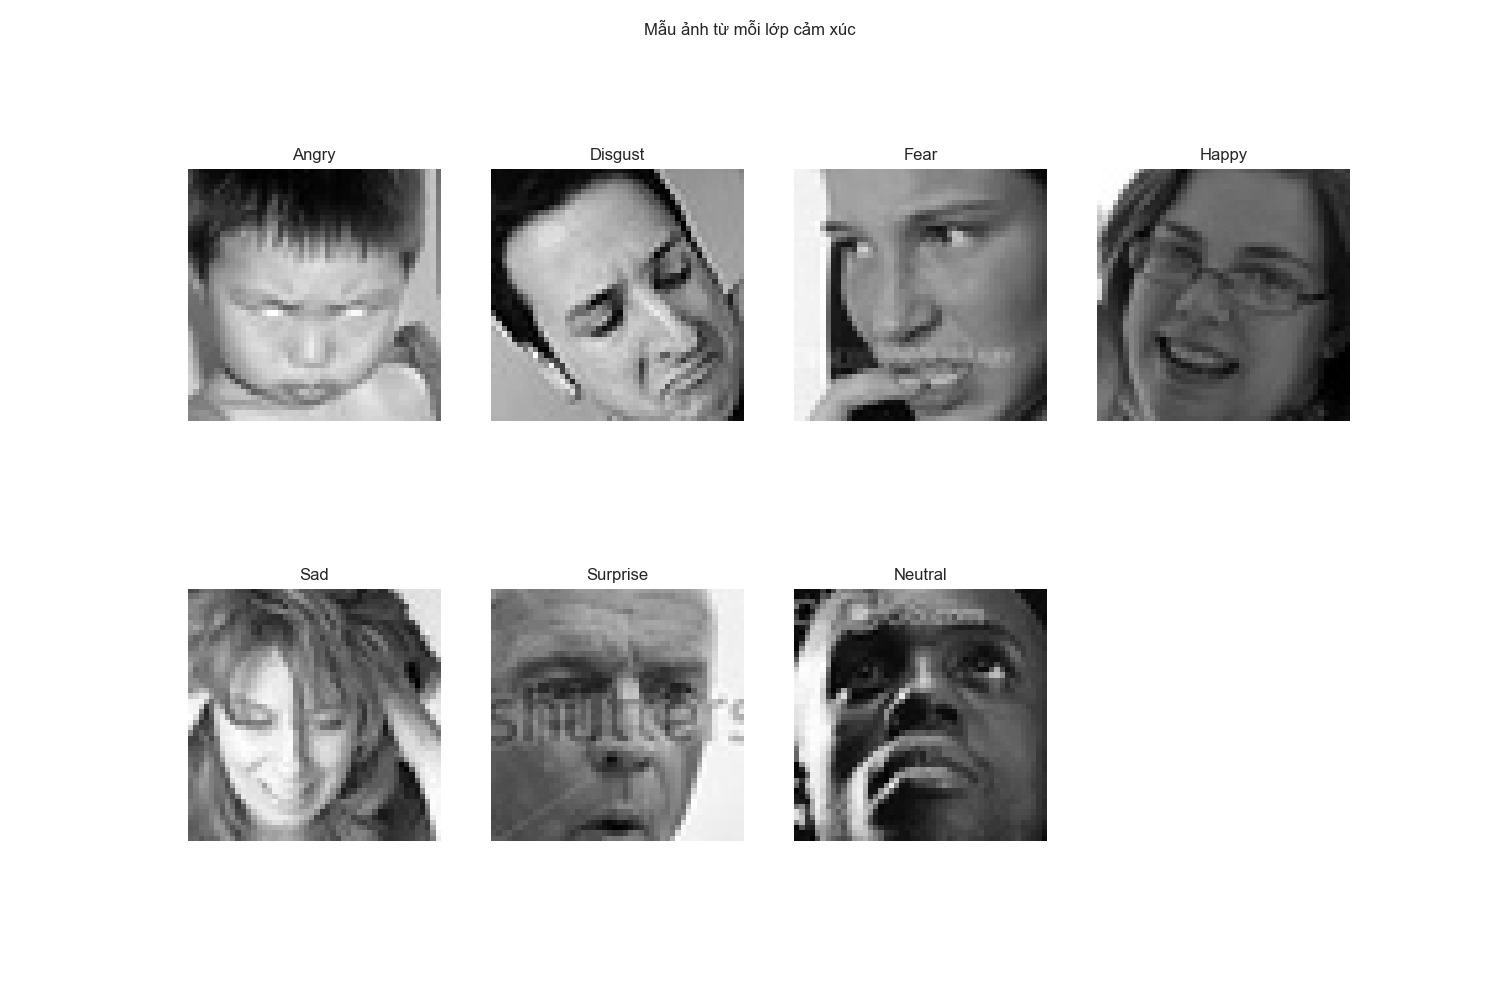 Mẫu ảnh từ mỗi lớp cảm xúc
Angry
Disgust
Fear
Happy
Sad
Surprise
Neutral
shutters